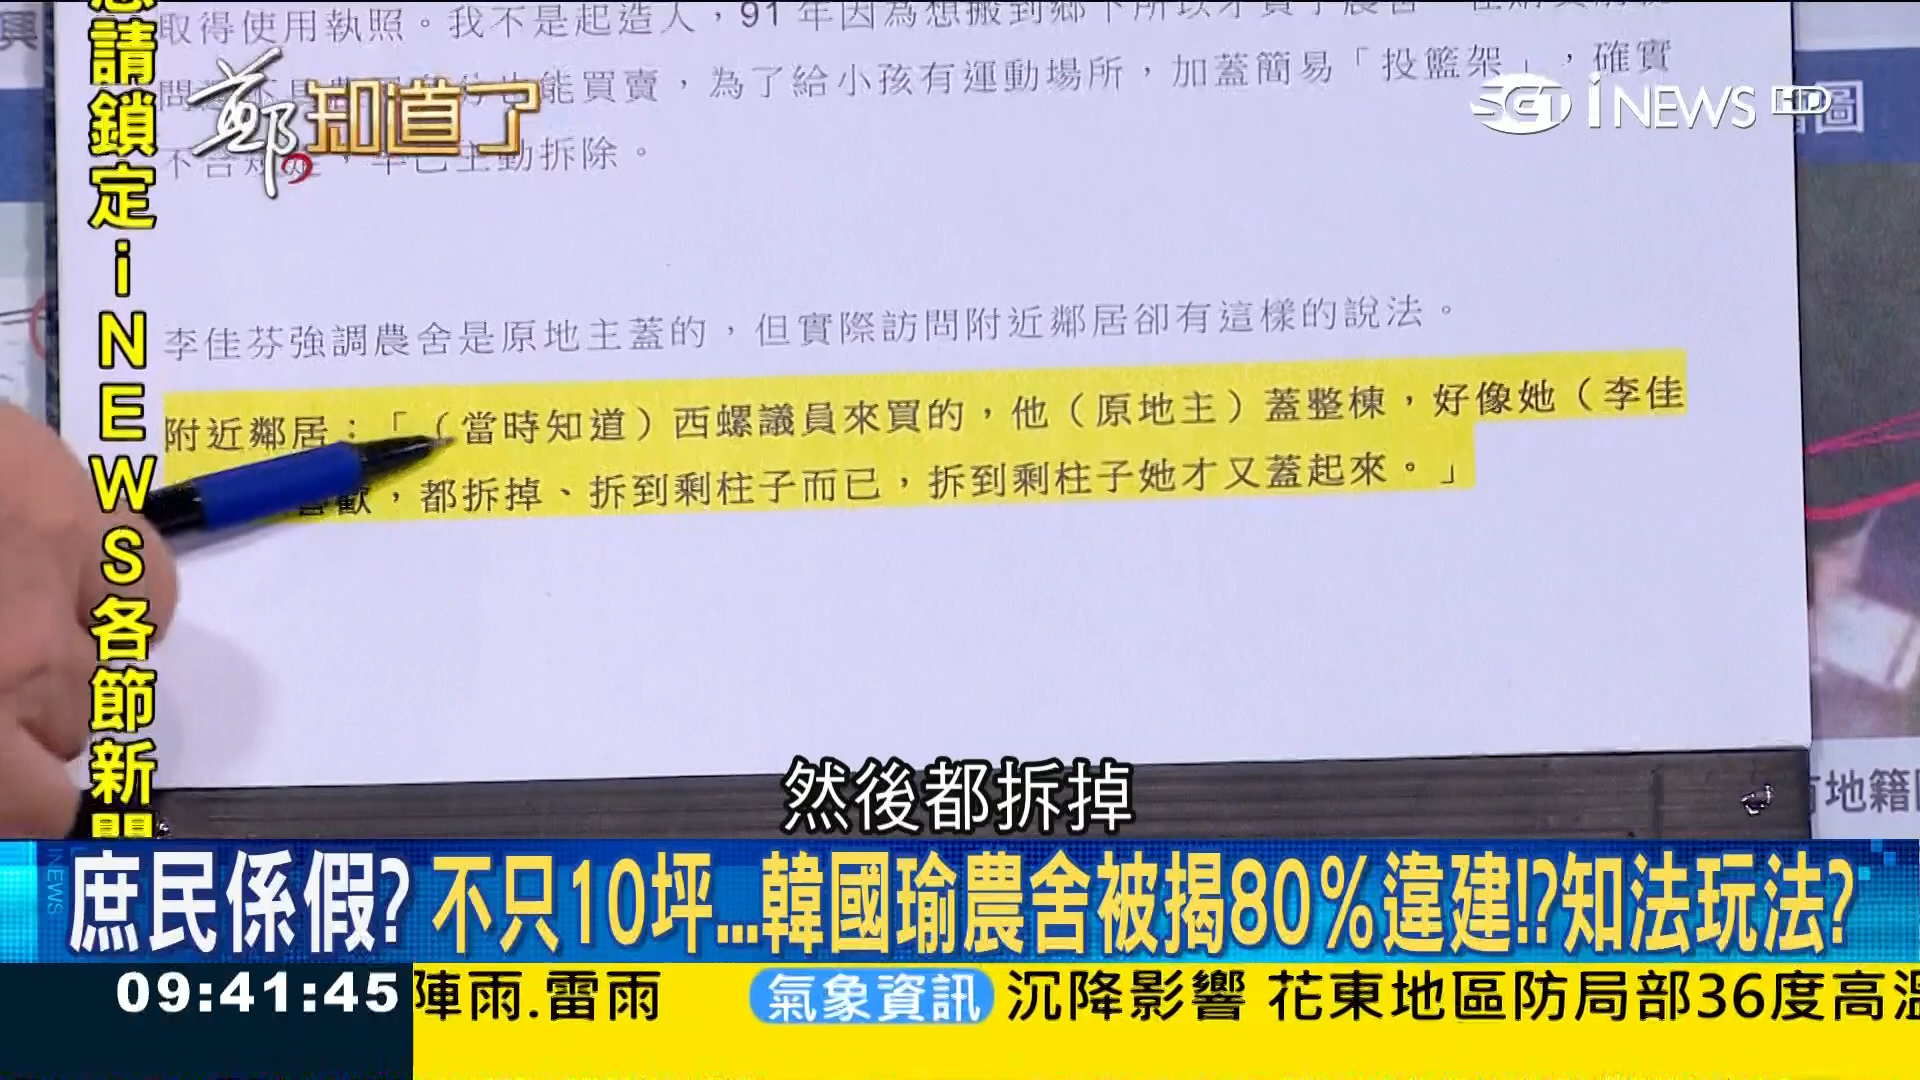 取得使用執照。我不是起造人，91年因為想搬到鄉下所以才買了農舍
能買賣，為了給小孩有運動場所，加蓋簡易「投籃架」，確實
早已主動拆除。
鄭知道了
SET iNEWS HD
圖
請鎖定iNEWS各節新聞
李佳芬強調農舍是原地主蓋的，但實際訪問附近鄰居卻有這樣的說法。
附近鄰居：「（當時知道）西螺議員來買的，他（原地主）蓋整棟，好像她（李佳
喜歡，都拆掉、拆到剩柱子而已，拆到剩柱子她才又蓋起來。」
地籍
然後都拆掉
庶民係假?不只10坪...韓國瑜農舍被揭80%違建!?知法玩法?
NEWS
09:41:45 陣雨.雷雨 氣象資訊 沉降影響 花東地區防局部36度高溫